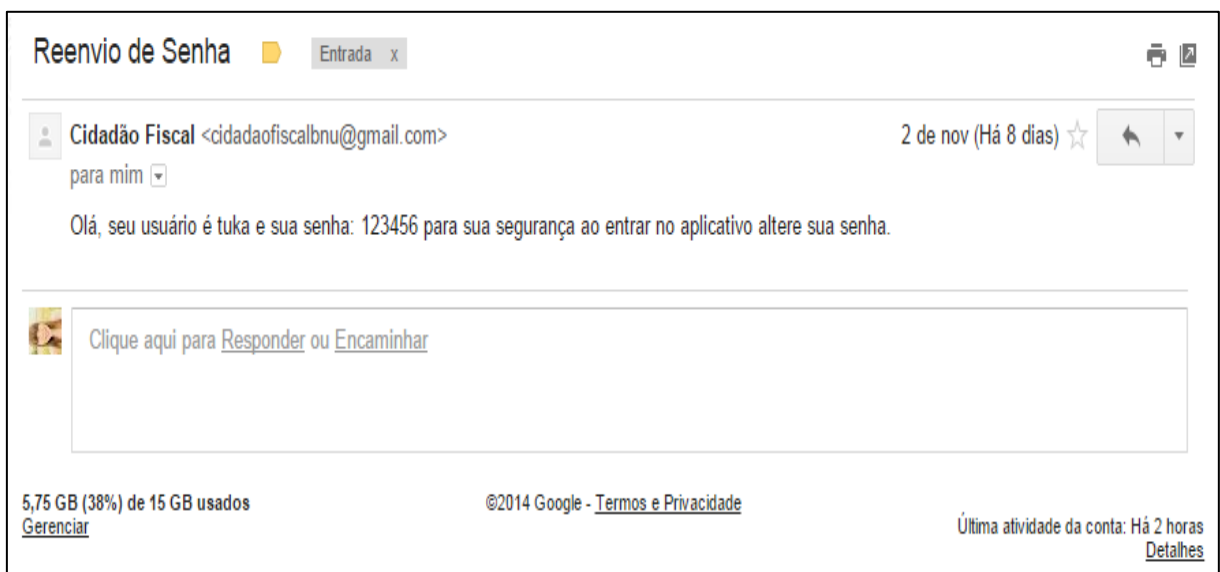 Reenvio de Senha Entrada x
Cidadão Fiscal <cidadaofiscalbnu@gmail.com> 2 de nov (Há 8 dias)
para mim
Olá, seu usuário é tuka e sua senha: 123456 para sua segurança ao entrar no aplicativo altere sua senha.
Clique aqui para Responder ou Encaminhar
5,75 GB (38%) de 15 GB usados
Gerenciar
©2014 Google - Termos e Privacidade
Última atividade da conta: Há 2 horas
Detalhes